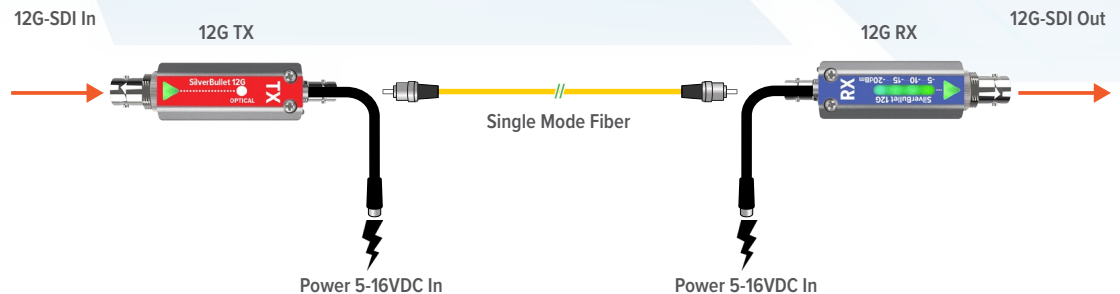 12G-SDI In
12G TX
12G RX
12G-SDI Out
SilverBullet 12G
OPTICAL
TX
RX
-5 -10 -15 -20dBm
SilverBullet 12G
Single Mode Fiber
Power 5-16VDC In
Power 5-16VDC In